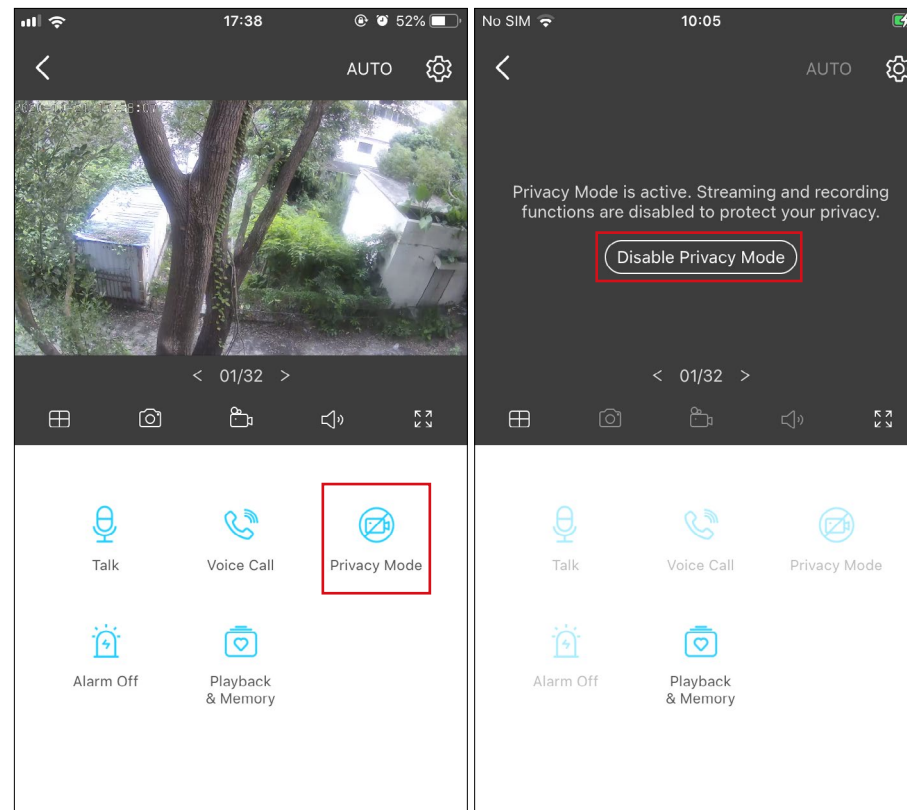 17:38
52%
AUTO
< 01/32 >
Talk
Voice Call
Privacy Mode
Alarm Off
Playback
& Memory
No SIM
10:05
AUTO
Privacy Mode is active. Streaming and recording
functions are disabled to protect your privacy.
Disable Privacy Mode
< 01/32 >
Talk
Voice Call
Privacy Mode
Alarm Off
Playback
& Memory